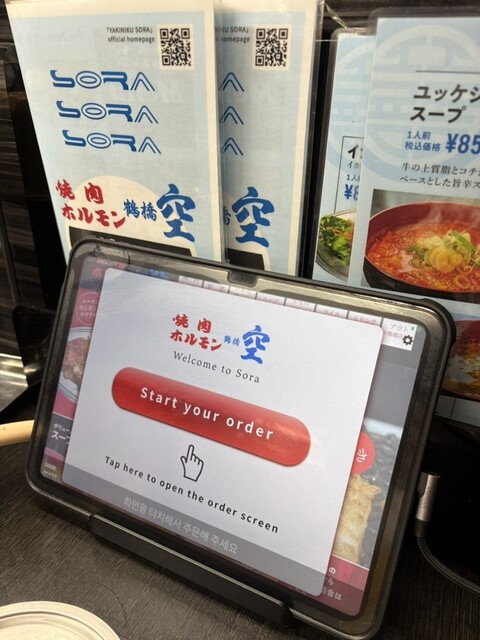 「YAKINIKU SORA」
official homepage
SORA
SORA
SORA
焼肉
ホルモン
鶴橋
空
ユッケジ
スープ
1人前
税込価格
¥85
牛の上質脂とコチ
ベースとした旨辛ス
焼肉
ホルモン
鶴橋
空
Welcome to Sora
Start your order
Tap here to open the order screen
화면을 터치해서 주문해 주세요